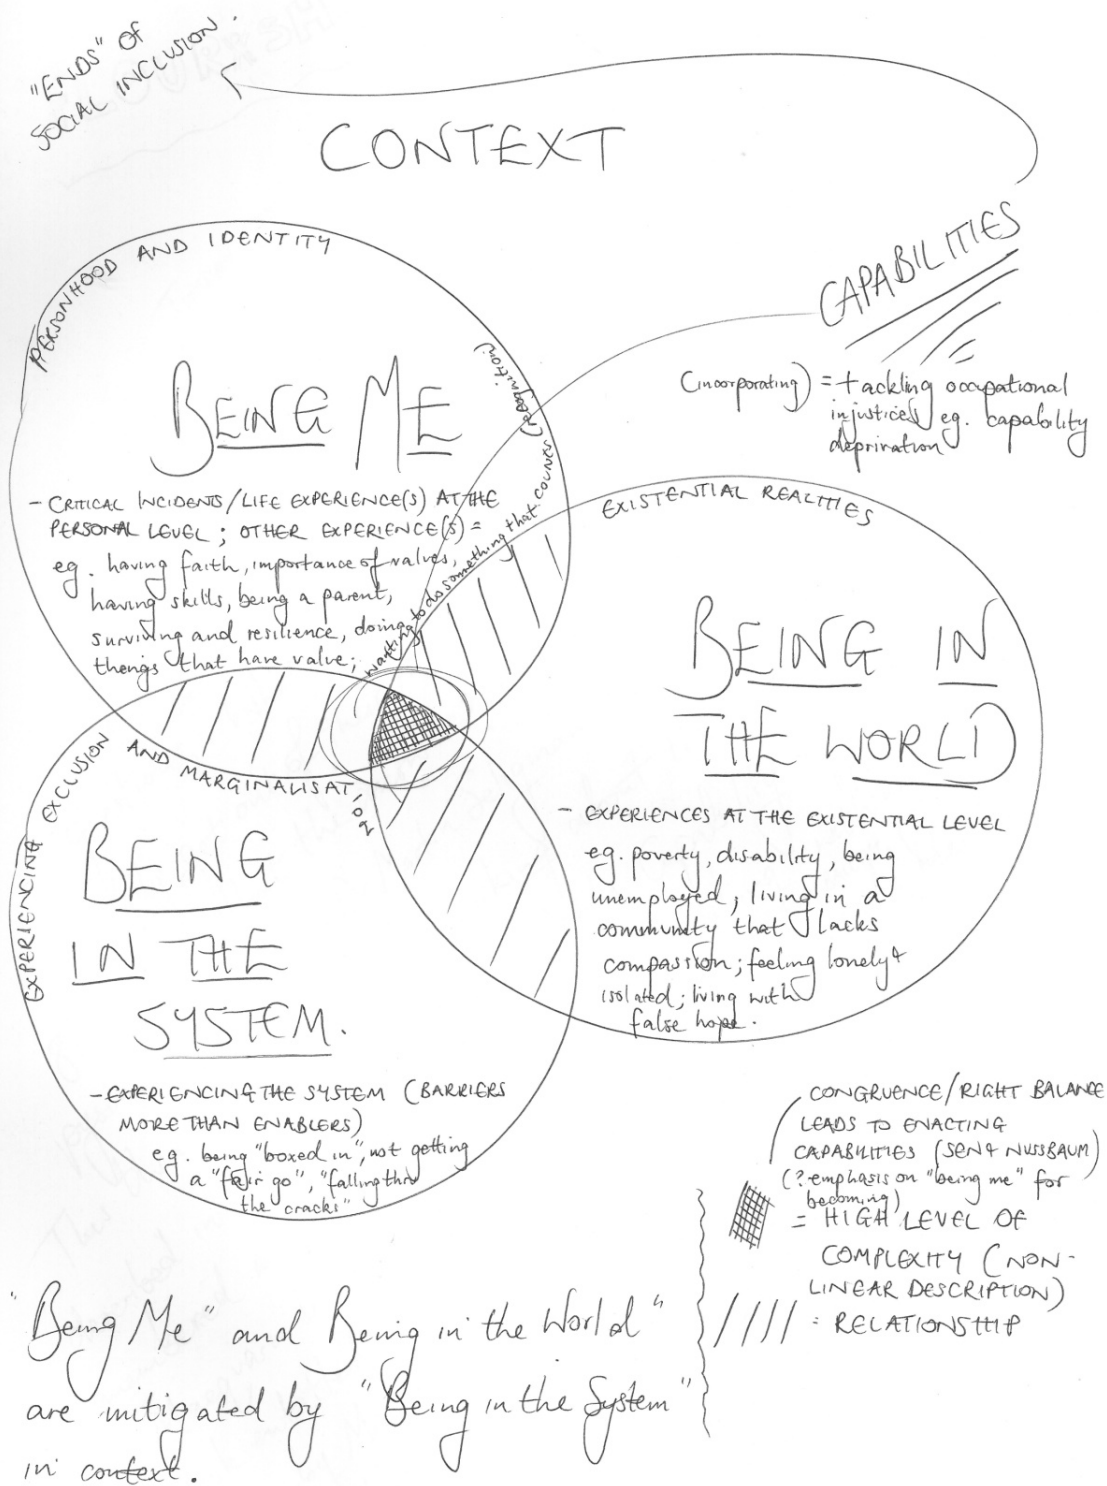 "ENDS" OF
SOCIAL INCLUSION.
CONTEXT
CAPABILITIES
(incorporating) = tackling occupational
injustices eg. capability
deprivation
PERSONHOOD AND IDENTITY
BEING ME
- CRITICAL INCIDENTS/LIFE EXPERIENCE(S) AT THE
PERSONAL LEVEL; OTHER EXPERIENCE(S) =
eg. having faith, importance of values,
having skills, being a parent,
surviving and resilience, doing
things that have value;
wanting to do something that counts (recognition)
EXISTENTIAL REALITIES
BEING IN
THE WORLD
- EXPERIENCES AT THE EXISTENTIAL LEVEL
eg. poverty, disability, being
unemployed, living in a
community that lacks
compassion; feeling lonely &
isolated; living with
false hope.
EXPERIENCING EXCLUSION AND MARGINALISATION
BEING
IN THE
SYSTEM.
- EXPERIENCING THE SYSTEM (BARRIERS
MORE THAN ENABLERS)
eg. being "boxed in", not getting
a "fair go", "falling thru
the cracks"
CONGRUENCE/RIGHT BALANCE
LEADS TO ENACTING
CAPABILITIES (SEN & NUSSBAUM)
(? emphasis on "being me" for
becoming)
= HIGH LEVEL OF
COMPLEXITY (NON-
LINEAR DESCRIPTION)
= RELATIONSHIP
"Being Me" and Being in the World"
are mitigated by "Being in the System"
in context.